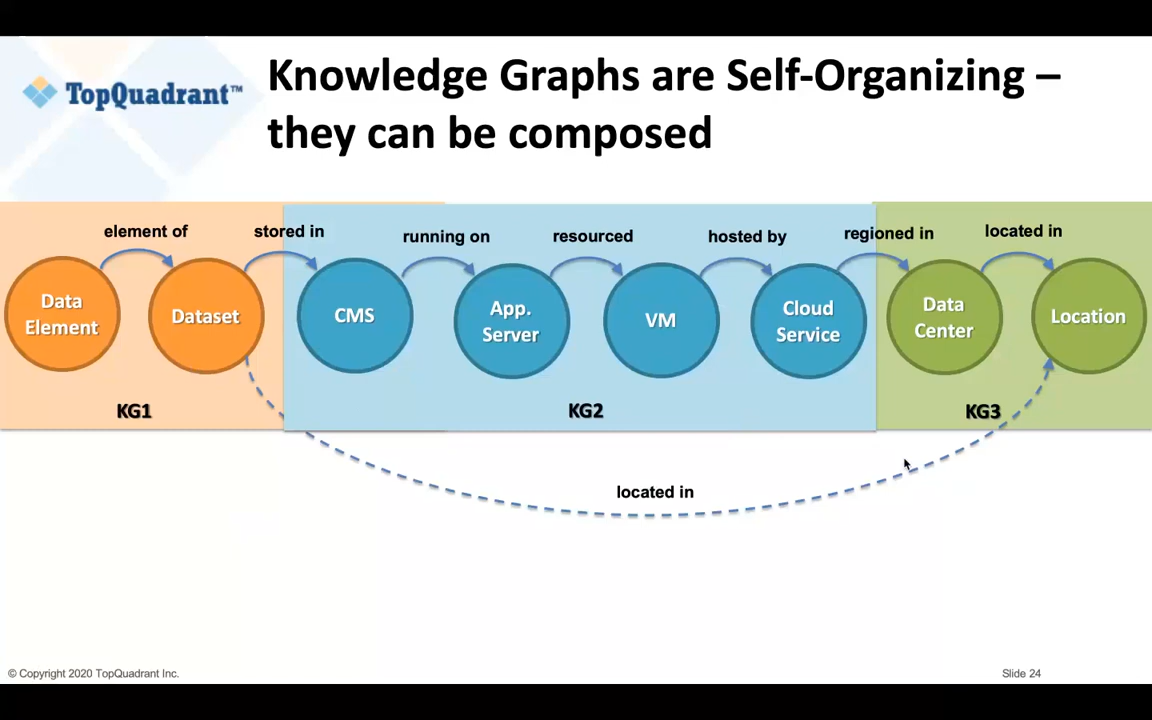 TopQuadrant™
Knowledge Graphs are Self-Organizing –
they can be composed
element of
stored in
running on
resourced
hosted by
regioned in
located in
Data
Element
Dataset
CMS
App.
Server
VM
Cloud
Service
Data
Center
Location
KG1
KG2
KG3
located in
© Copyright 2020 TopQuadrant Inc.
Slide 24